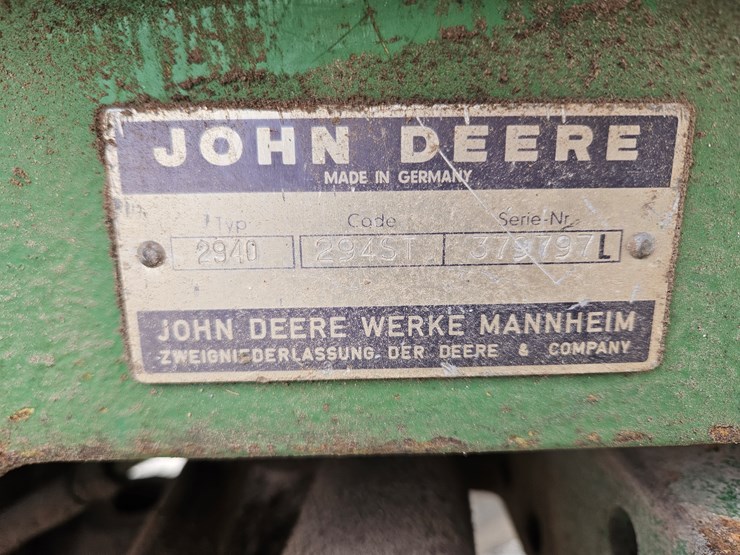 JOHN DEERE
MADE IN GERMANY
Typ Code Serie-Nr.
2940 294ST 379797L
JOHN DEERE WERKE MANNHEIM
ZWEIGNIEDERLASSUNG. DER DEERE & COMPANY